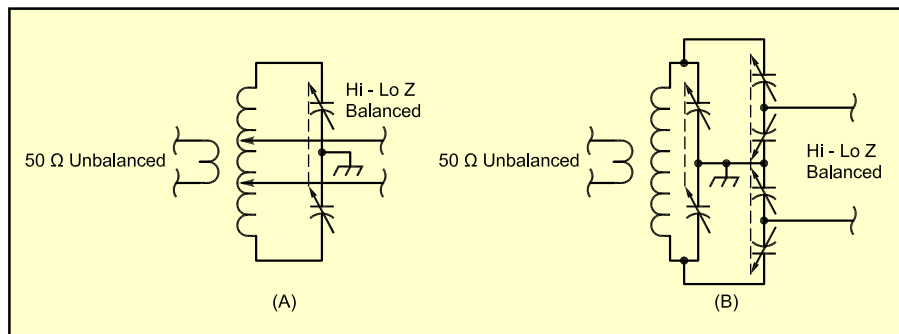 Hi - Lo Z
Balanced
50 Ω Unbalanced
(A)
50 Ω Unbalanced
Hi - Lo Z
Balanced
(B)